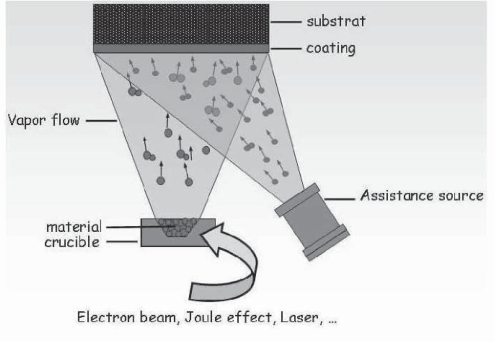 substrat
coating
Vapor flow
Assistance source
material
crucible
Electron beam, Joule effect, Laser, ...